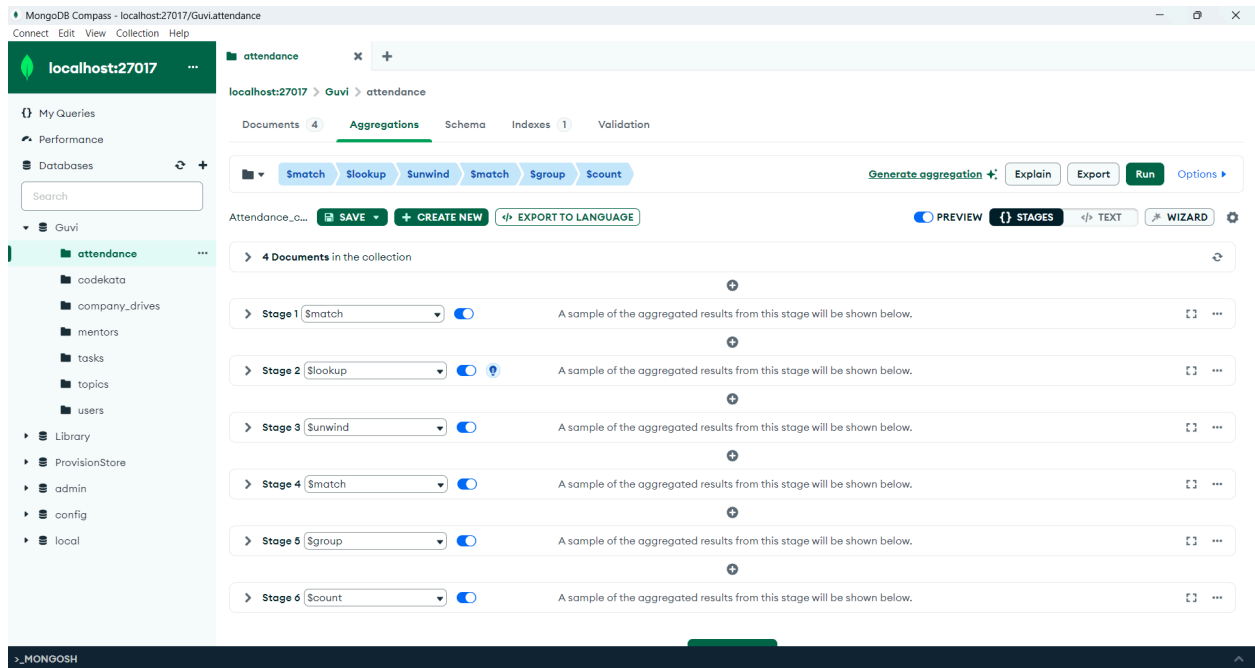 MongoDB Compass - localhost:27017/Guvi.attendance
Connect Edit View Collection Help
localhost:27017 ...
attendance
localhost:27017 > Guvi > attendance
{} My Queries
Performance
Databases
Search
Guvi
attendance ...
codekata
company_drives
mentors
tasks
topics
users
Library
ProvisionStore
admin
config
local
Documents 4 Aggregations Schema Indexes 1 Validation
$match $lookup $unwind $match $group $count Generate aggregation Explain Export Run Options
Attendance_c... SAVE + CREATE NEW </> EXPORT TO LANGUAGE PREVIEW {} STAGES </> TEXT WIZARD
4 Documents in the collection
Stage 1 $match A sample of the aggregated results from this stage will be shown below.
Stage 2 $lookup A sample of the aggregated results from this stage will be shown below.
Stage 3 $unwind A sample of the aggregated results from this stage will be shown below.
Stage 4 $match A sample of the aggregated results from this stage will be shown below.
Stage 5 $group A sample of the aggregated results from this stage will be shown below.
Stage 6 $count A sample of the aggregated results from this stage will be shown below.
>_MONGOSH